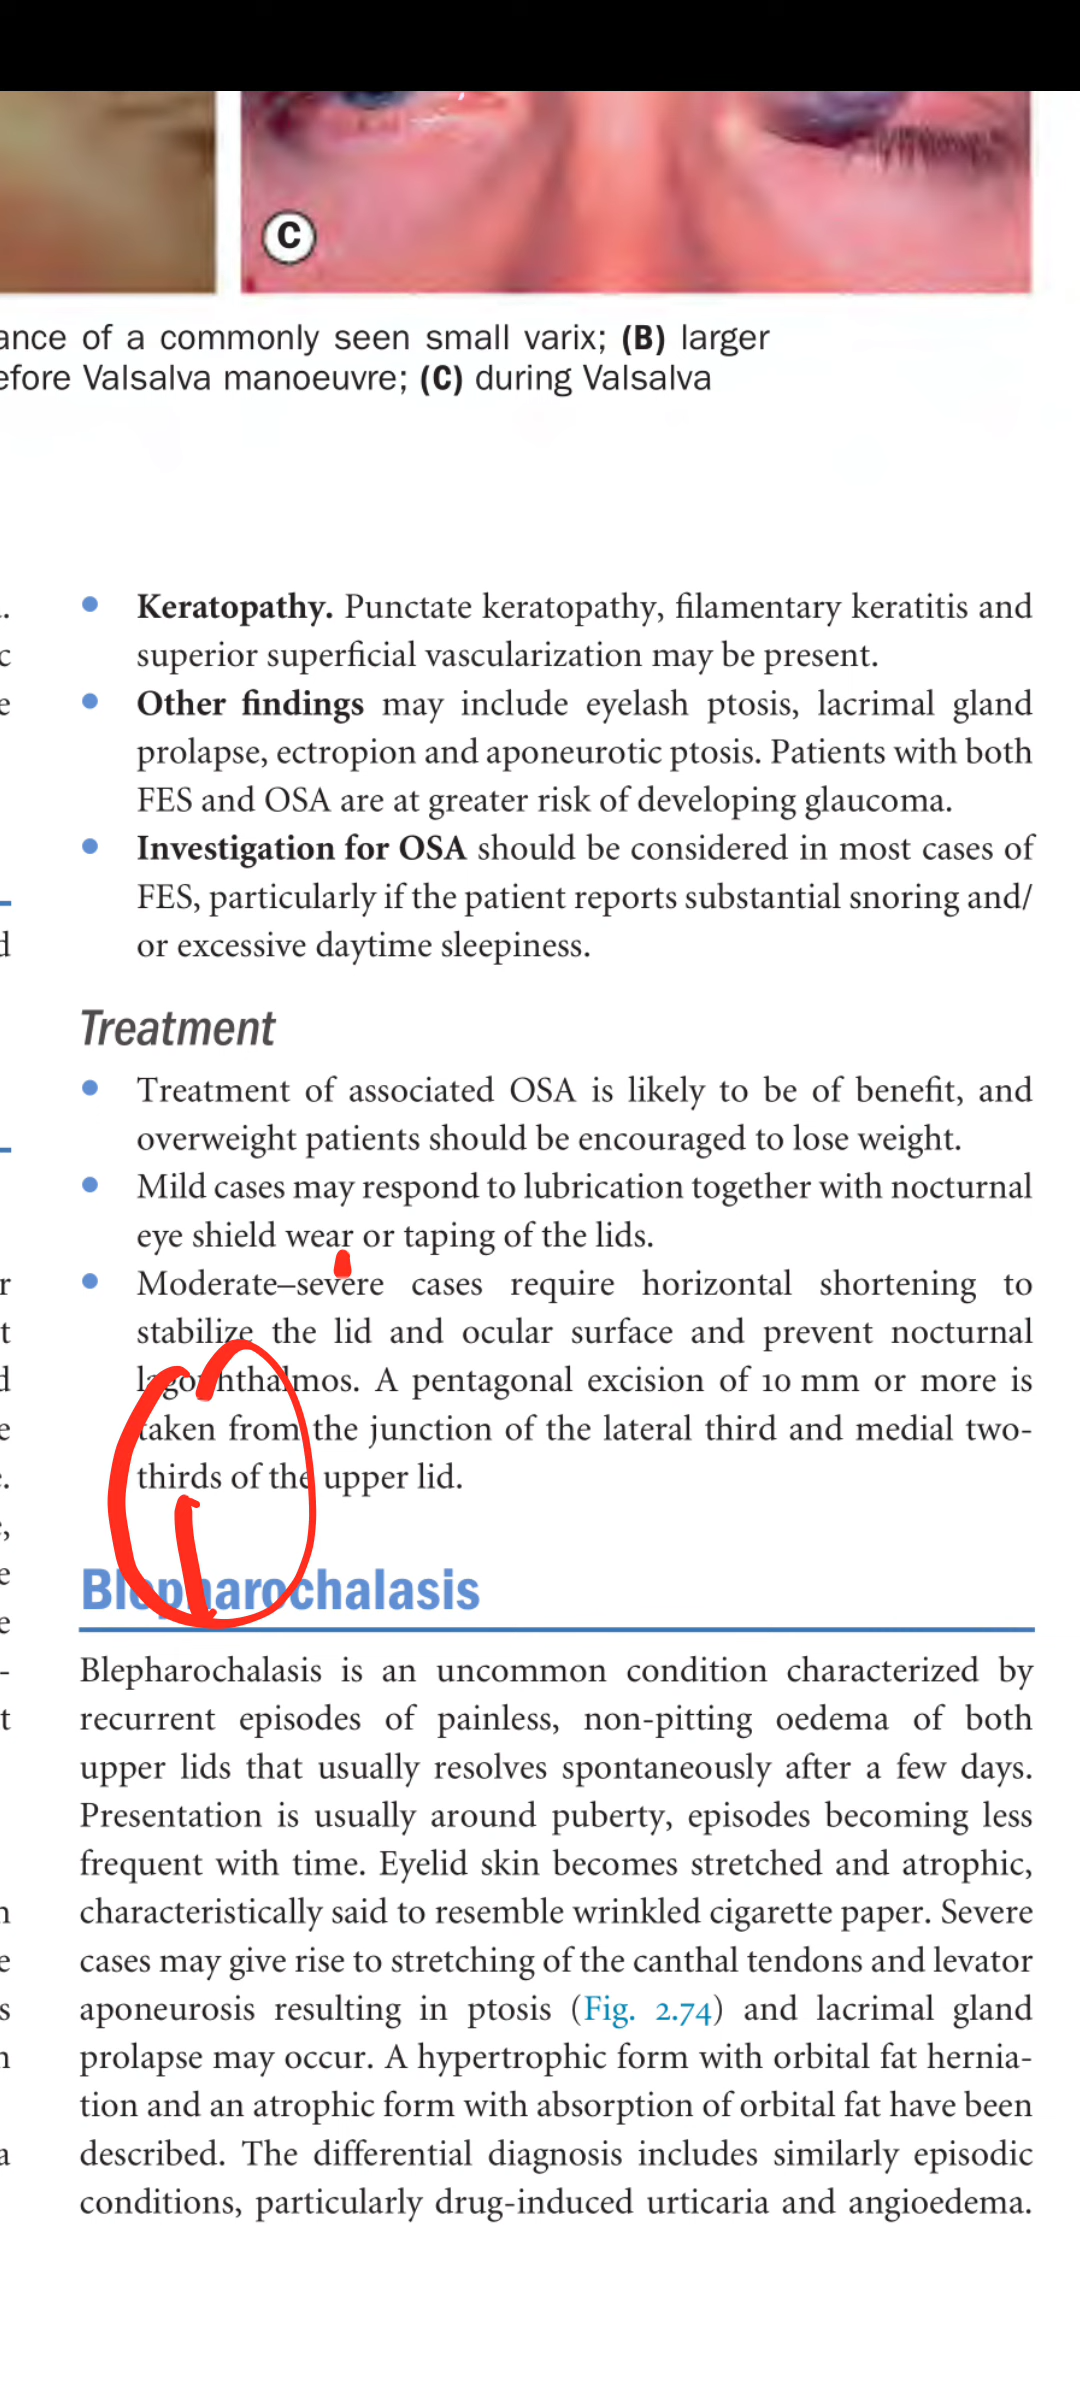 C
ance of a commonly seen small varix; (B) larger
efore Valsalva manoeuvre; (C) during Valsalva
Keratopathy. Punctate keratopathy, filamentary keratitis and
superior superficial vascularization may be present.
Other findings may include eyelash ptosis, lacrimal gland
prolapse, ectropion and aponeurotic ptosis. Patients with both
FES and OSA are at greater risk of developing glaucoma.
Investigation for OSA should be considered in most cases of
FES, particularly if the patient reports substantial snoring and/
or excessive daytime sleepiness.
Treatment
Treatment of associated OSA is likely to be of benefit, and
overweight patients should be encouraged to lose weight.
Mild cases may respond to lubrication together with nocturnal
eye shield wear or taping of the lids.
Moderate–severe cases require horizontal shortening to
stabilize the lid and ocular surface and prevent nocturnal
lagophthalmos. A pentagonal excision of 10 mm or more is
taken from the junction of the lateral third and medial two-
thirds of the upper lid.
Blepharochalasis
Blepharochalasis is an uncommon condition characterized by
recurrent episodes of painless, non-pitting oedema of both
upper lids that usually resolves spontaneously after a few days.
Presentation is usually around puberty, episodes becoming less
frequent with time. Eyelid skin becomes stretched and atrophic,
characteristically said to resemble wrinkled cigarette paper. Severe
cases may give rise to stretching of the canthal tendons and levator
aponeurosis resulting in ptosis (Fig. 2.74) and lacrimal gland
prolapse may occur. A hypertrophic form with orbital fat hernia-
tion and an atrophic form with absorption of orbital fat have been
described. The differential diagnosis includes similarly episodic
conditions, particularly drug-induced urticaria and angioedema.